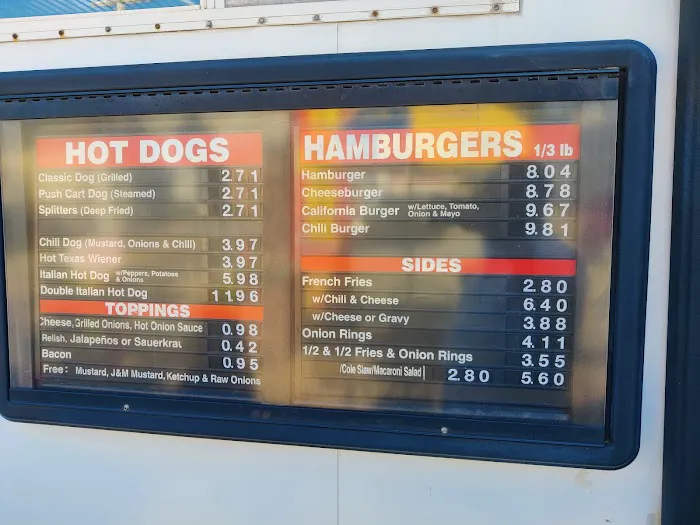 HOT DOGS
Classic Dog (Grilled) 2.71
Push Cart Dog (Steamed) 2.71
Splitters (Deep Fried) 2.71
Chili Dog (Mustard, Onions & Chili) 3.97
Hot Texas Wiener 3.97
Italian Hot Dog w/Peppers, Potatoes & Onions 5.98
Double Italian Hot Dog 11.96
TOPPINGS
Cheese, Grilled Onions, Hot Onion Sauce 0.98
Relish, Jalapeños or Sauerkrau 0.42
Bacon 0.95
Free: Mustard, J&M Mustard, Ketchup & Raw Onions
HAMBURGERS 1/3 lb
Hamburger 8.04
Cheeseburger 8.78
California Burger w/Lettuce, Tomato, Onion & Mayo 9.67
Chili Burger 9.81
SIDES
French Fries 2.80
w/Chili & Cheese 6.40
w/Cheese or Gravy 3.88
Onion Rings 4.11
1/2 & 1/2 Fries & Onion Rings 3.55
/Cole Slaw/Macaroni Salad 2.80 5.60